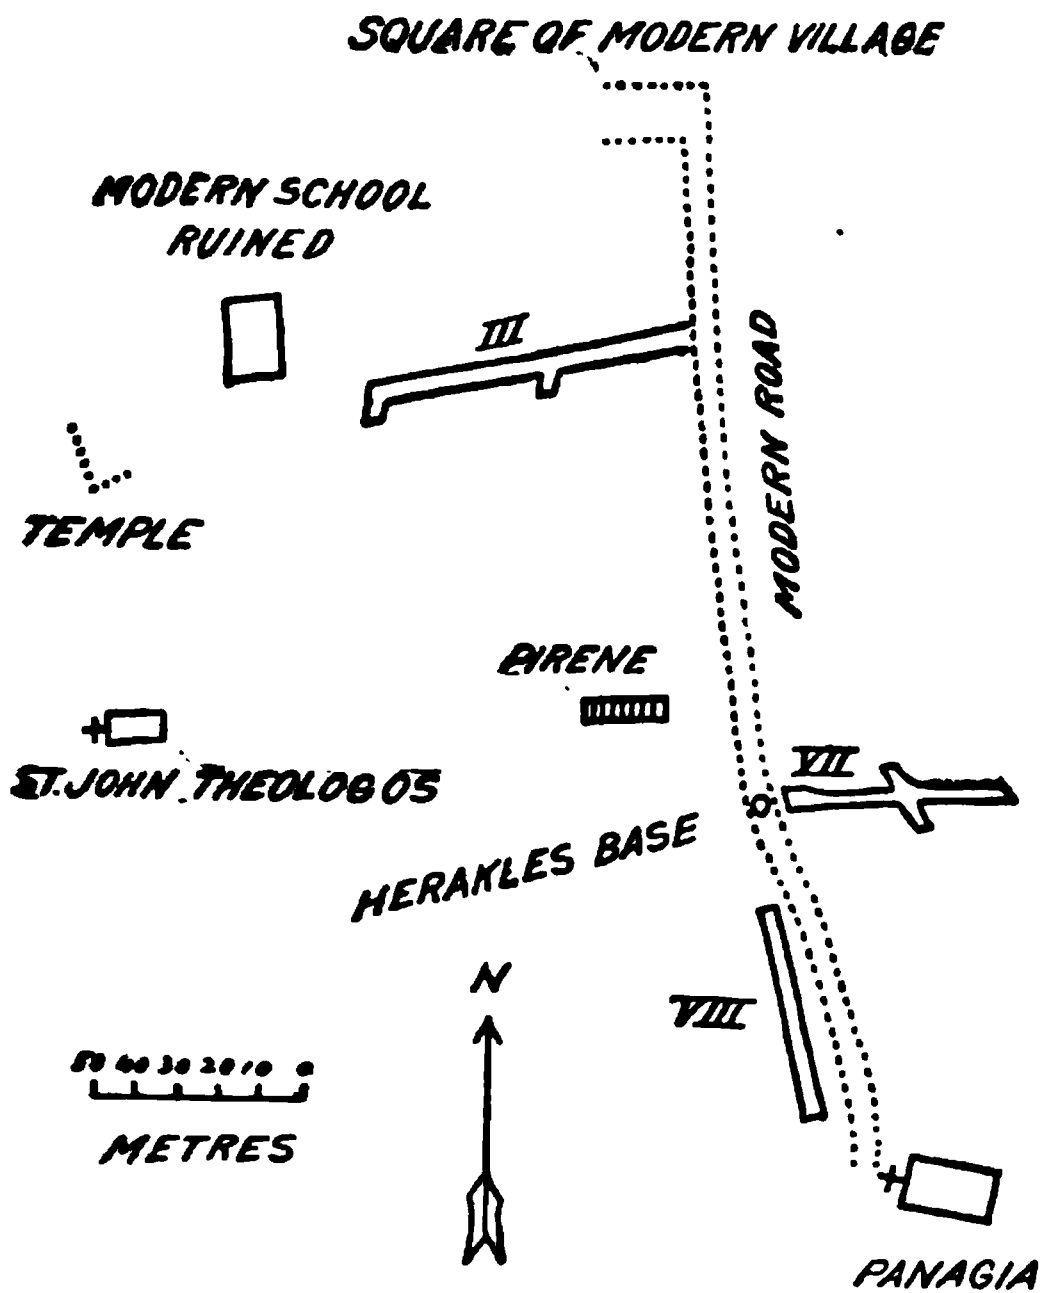 SQUARE OF MODERN VILLAGE
MODERN SCHOOL
RUINED
III
MODERN ROAD
TEMPLE
PIRENE
ST. JOHN THEOLOGOS
VII
HERAKLES BASE
N
VIII
50 40 30 20 10 0
METRES
PANAGIA